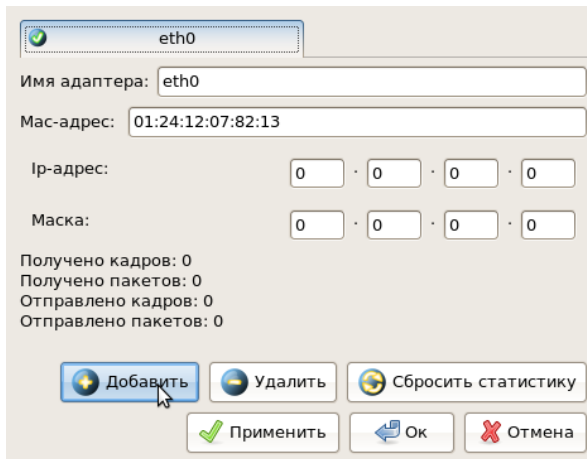 eth0
Имя адаптера: eth0
Mac-адрес: 01:24:12:07:82:13
Ip-адрес: 0 · 0 · 0 · 0
Маска: 0 · 0 · 0 · 0
Получено кадров: 0
Получено пакетов: 0
Отправлено кадров: 0
Отправлено пакетов: 0
Добавить Удалить Сбросить статистику
Применить Ок Отмена